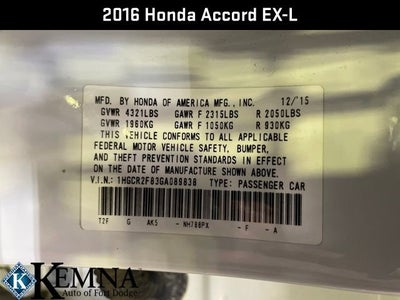 2016 Honda Accord EX-L
MFD. BY HONDA OF AMERICA MFG., INC. 12/15
GVWR 4321LBS GAWR F 2315LBS R 2050LBS
GVWR 1960KG GAWR F 1050KG R 930KG
THIS VEHICLE CONFORMS TO ALL APPLICABLE
FEDERAL MOTOR VEHICLE SAFETY, BUMPER,
AND THEFT PREVENTION STANDARDS IN EFFECT
ON THE DATE OF MANUFACTURE SHOWN ABOVE.
V.I.N.: 1HGCR2F83GA089838 TYPE: PASSENGER CAR
T2F G AK5 - NH788PX - F - A
KEMNA
Auto of Fort Dodge